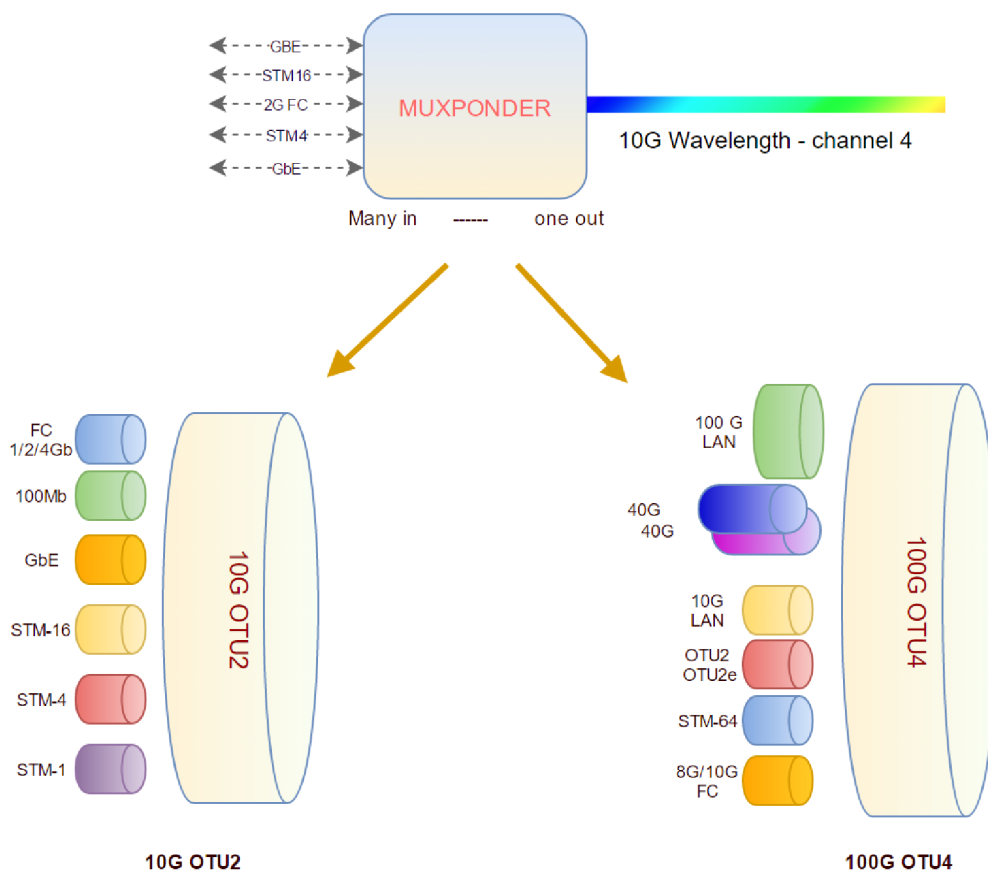 GBE
STM16
2G FC
STM4
GbE
MUXPONDER
10G Wavelength - channel 4
Many in ------ one out
FC
1/2/4Gb
100Mb
GbE
STM-16
STM-4
STM-1
10G OTU2
10G OTU2
100 G
LAN
40G
40G
10G
LAN
OTU2
OTU2e
STM-64
8G/10G
FC
100G OTU4
100G OTU4